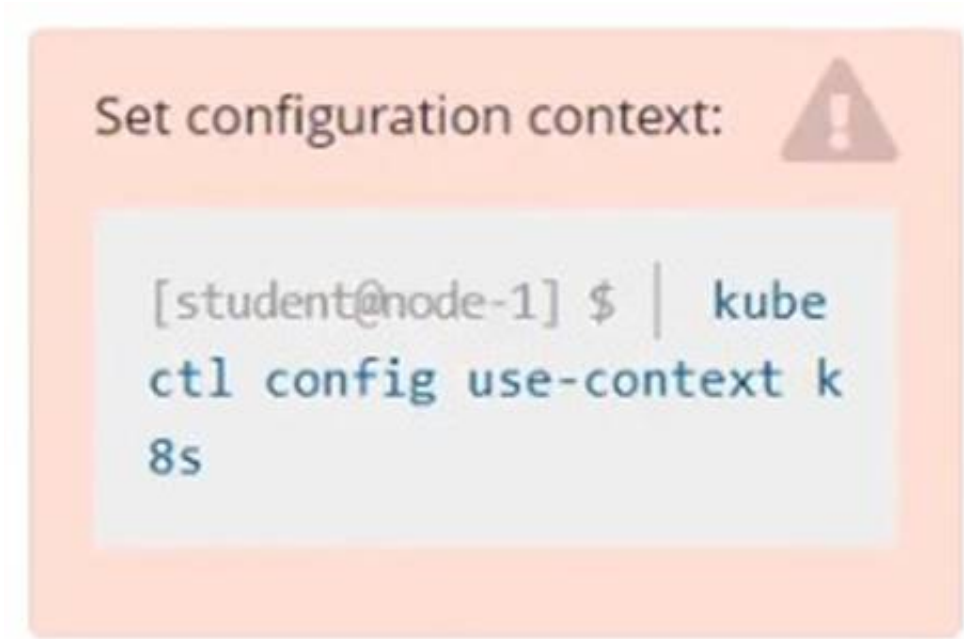 Set configuration context:
[student@node-1] $ | kube
ctl config use-context k
8s